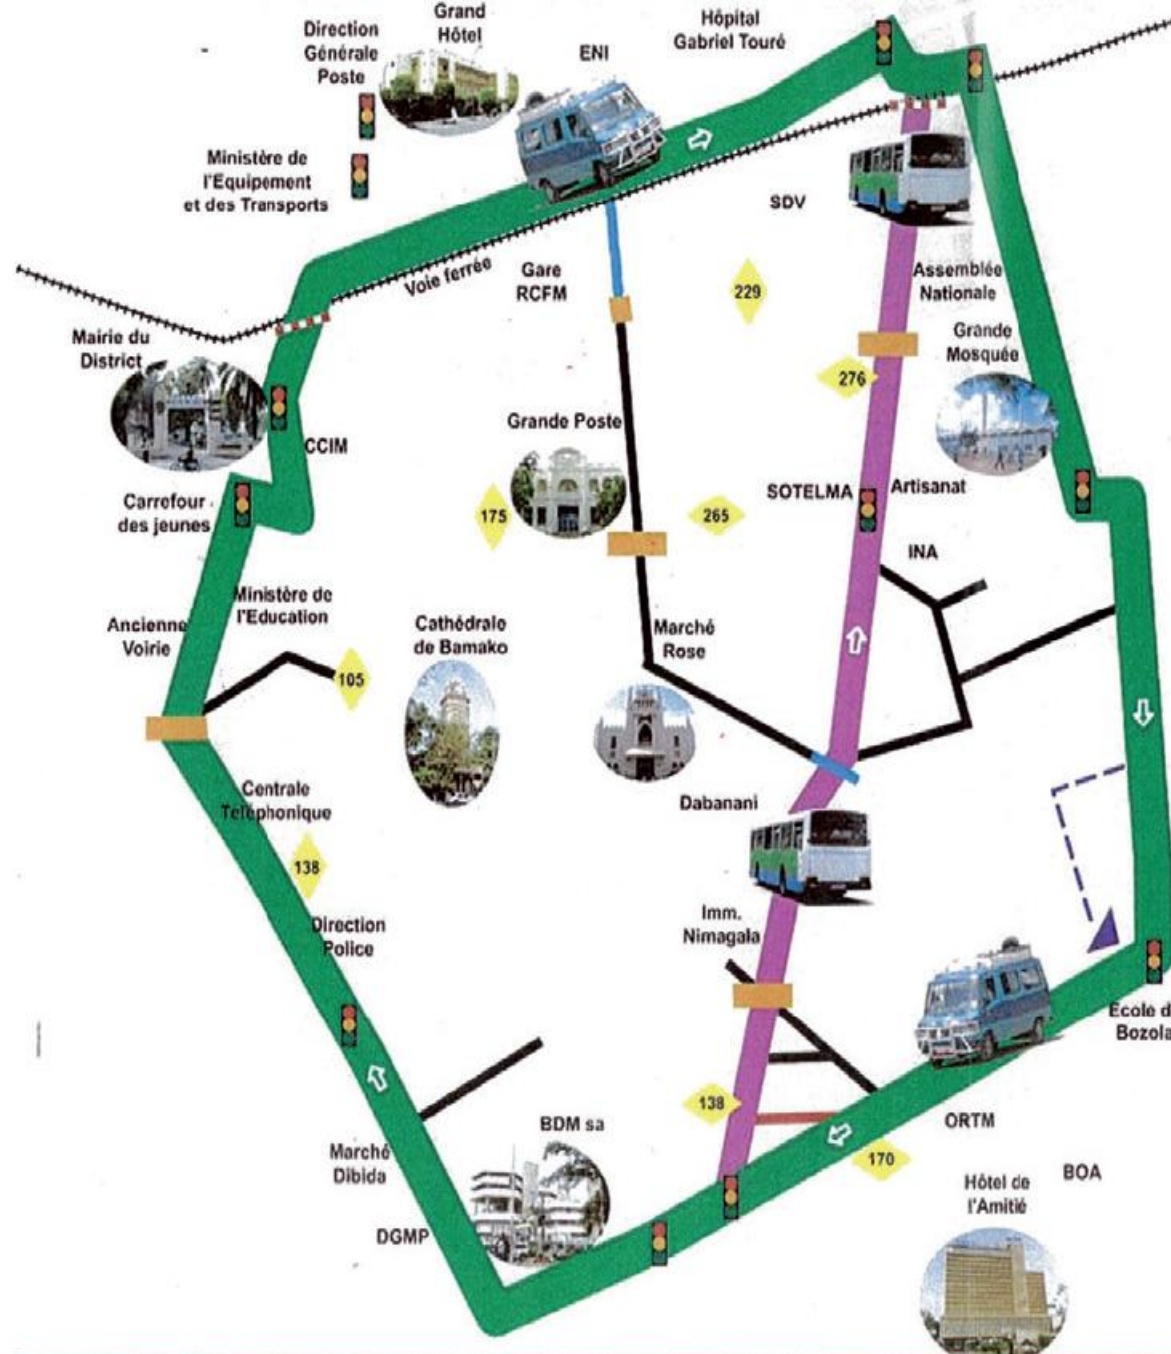 Grand
Hôtel
Direction
Générale
Poste
ENI
Hôpital
Gabriel Touré
Ministère de
l'Equipement
et des Transports
SDV
Voie ferrée
Gare
RCFM
229
Assemblée
Nationale
Mairie du
District
Grande
Mosquée
276
CCIM
Grande Poste
Carrefour
des jeunes
175
265
SOTELMA
Artisanat
INA
Ministère de
l'Education
Ancienne
Voirie
Cathédrale
de Bamako
Marché
Rose
105
Centrale
Teléphonique
Dabanani
138
Direction
Police
Imm.
Nimagala
Ecole d
Bozola
138
ORTM
BDM sa
170
Marché
Dibida
BOA
Hôtel de
l'Amitié
DGMP